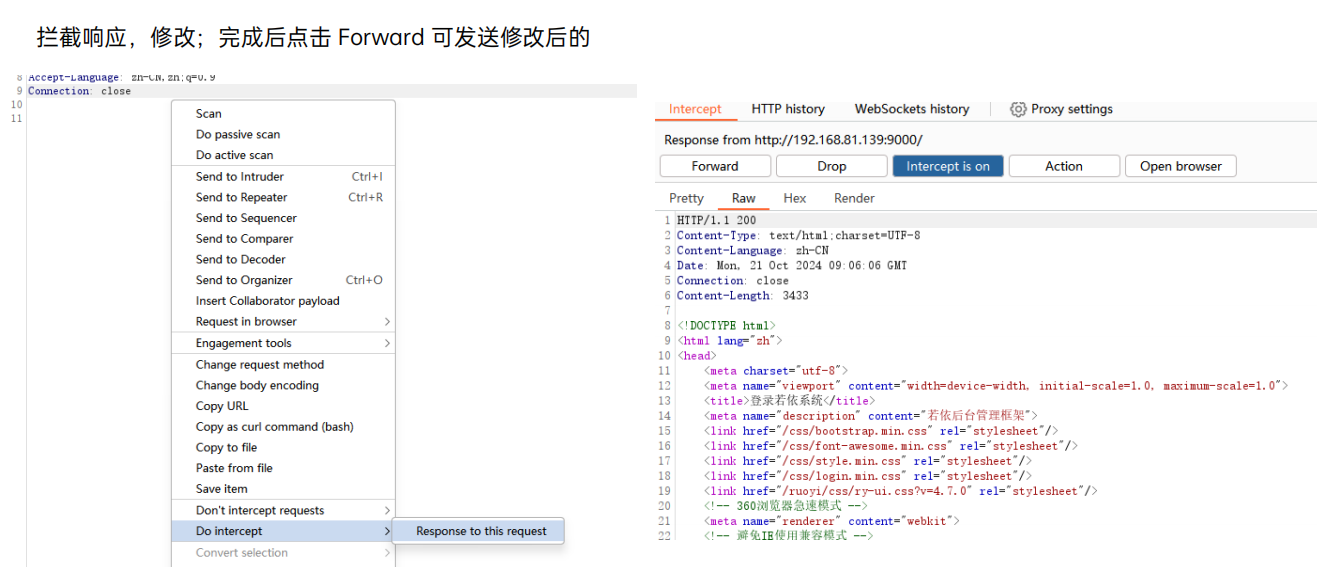 拦截响应，修改；完成后点击 Forward 可发送修改后的
8 Accept-Language: zh-CN,zh;q=0.9
9 Connection: close
10
11
Scan
Do passive scan
Do active scan
Send to Intruder Ctrl+I
Send to Repeater Ctrl+R
Send to Sequencer
Send to Comparer
Send to Decoder
Send to Organizer Ctrl+O
Insert Collaborator payload
Request in browser >
Engagement tools >
Change request method
Change body encoding
Copy URL
Copy as curl command (bash)
Copy to file
Paste from file
Save item
Don't intercept requests >
Do intercept > Response to this request
Convert selection >
Intercept HTTP history WebSockets history Proxy settings
Response from http://192.168.81.139:9000/
Forward Drop Intercept is on Action Open browser
Pretty Raw Hex Render
1 HTTP/1.1 200
2 Content-Type: text/html;charset=UTF-8
3 Content-Language: zh-CN
4 Date: Mon, 21 Oct 2024 09:06:06 GMT
5 Connection: close
6 Content-Length: 3433
7
8 <!DOCTYPE html>
9 <html lang="zh">
10 <head>
11 <meta charset="utf-8">
12 <meta name="viewport" content="width=device-width, initial-scale=1.0, maximum-scale=1.0">
13 <title>登录若依系统</title>
14 <meta name="description" content="若依后台管理框架">
15 <link href="/css/bootstrap.min.css" rel="stylesheet"/>
16 <link href="/css/font-awesome.min.css" rel="stylesheet"/>
17 <link href="/css/style.min.css" rel="stylesheet"/>
18 <link href="/css/login.min.css" rel="stylesheet"/>
19 <link href="/ruoyi/css/ry-ui.css?v=4.7.0" rel="stylesheet"/>
20 <!-- 360浏览器急速模式 -->
21 <meta name="renderer" content="webkit">
22 <!-- 避免IE使用兼容模式 -->